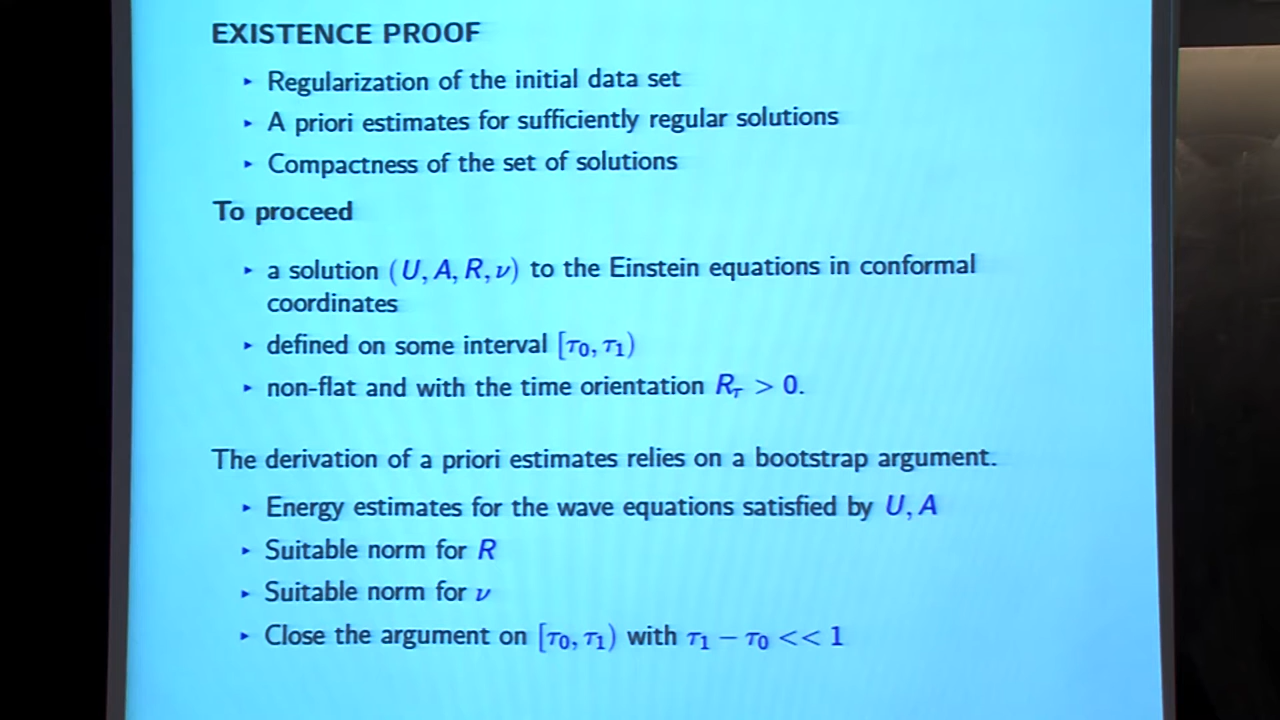 EXISTENCE PROOF
▸ Regularization of the initial data set
▸ A priori estimates for sufficiently regular solutions
▸ Compactness of the set of solutions
To proceed
▸ a solution (U, A, R, ν) to the Einstein equations in conformal
coordinates
▸ defined on some interval [τ₀, τ₁)
▸ non-flat and with the time orientation R_τ > 0.
The derivation of a priori estimates relies on a bootstrap argument.
▸ Energy estimates for the wave equations satisfied by U, A
▸ Suitable norm for R
▸ Suitable norm for ν
▸ Close the argument on [τ₀, τ₁) with τ₁ − τ₀ << 1